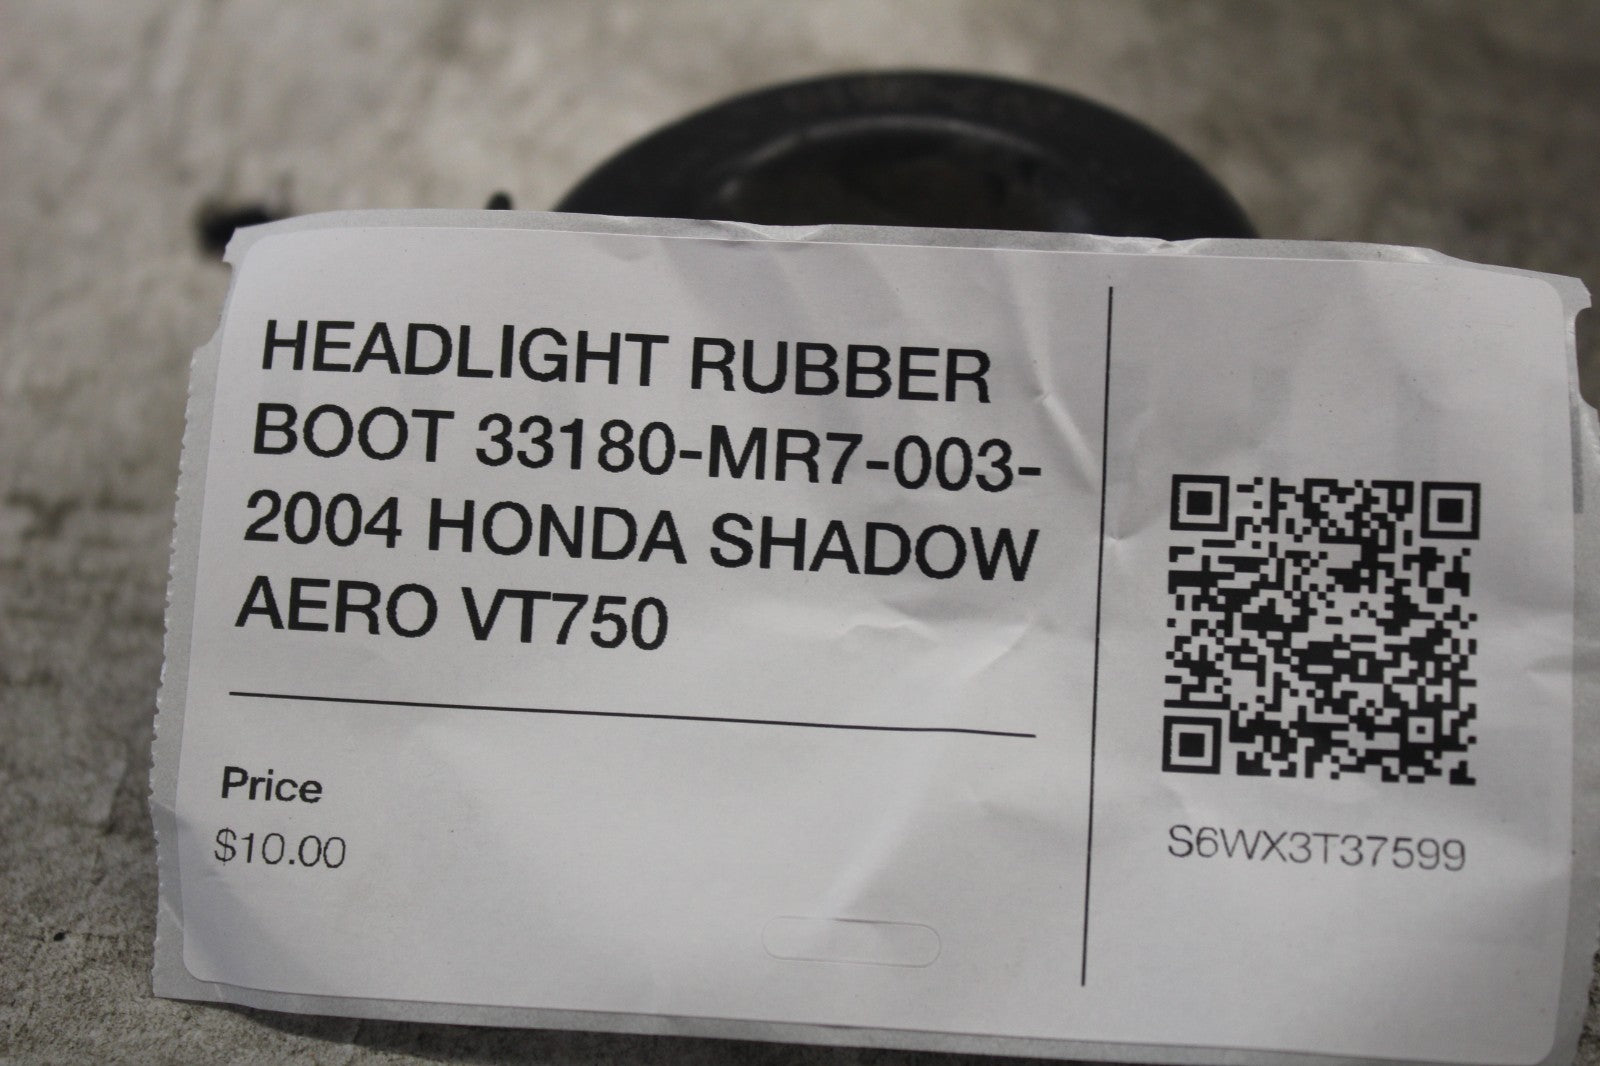 HEADLIGHT RUBBER
BOOT 33180-MR7-003-
2004 HONDA SHADOW
AERO VT750
Price
$10.00
S6WX3T37599